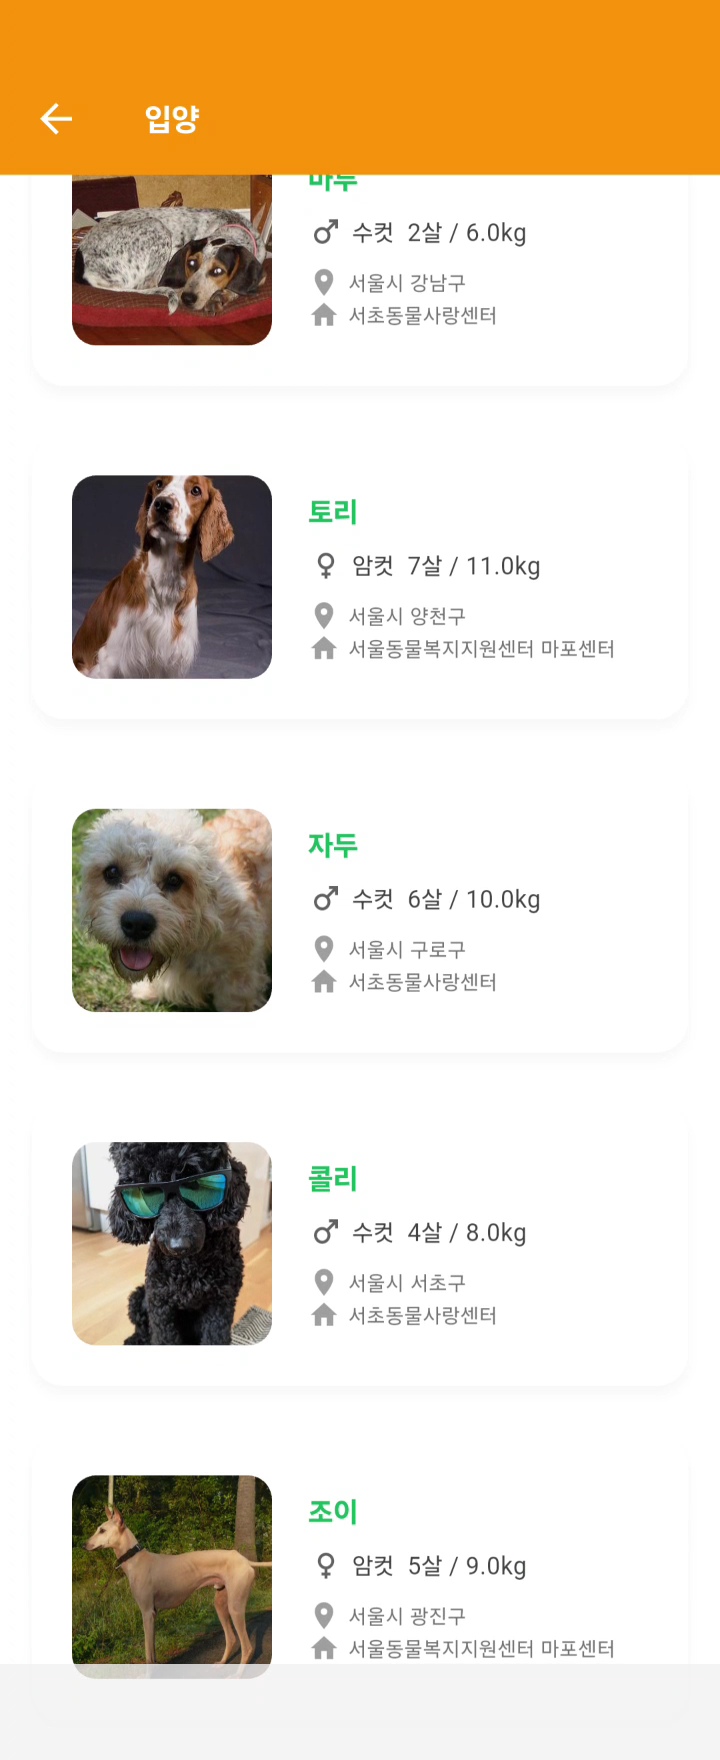 입양
수컷 2살 / 6.0kg
서울시 강남구
서초동물사랑센터
토리
암컷 7살 / 11.0kg
서울시 양천구
서울동물복지지원센터 마포센터
자두
수컷 6살 / 10.0kg
서울시 구로구
서초동물사랑센터
콜리
수컷 4살 / 8.0kg
서울시 서초구
서초동물사랑센터
조이
암컷 5살 / 9.0kg
서울시 광진구
서울동물복지지원센터 마포센터